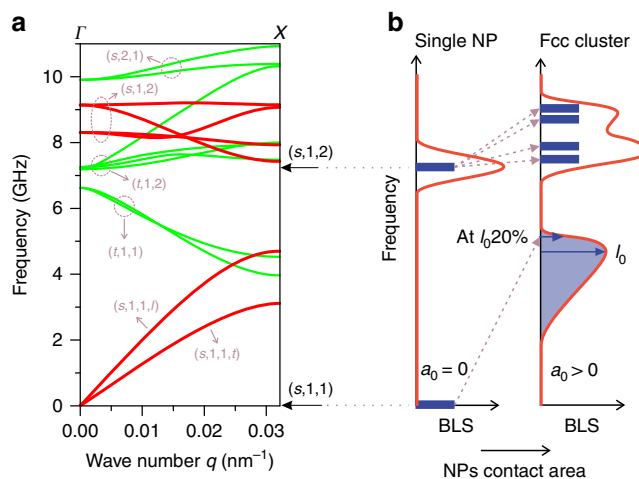 a
Γ
X
Frequency (GHz)
10
8
6
4
2
0
(s,2,1)
(s,1,2)
(t,1,2)
(t,1,1)
(s,1,1,l)
(s,1,1,t)
0.00
0.01
0.02
0.03
Wave number q (nm⁻¹)
(s,1,2)
(s,1,1)
b
Single NP
Fcc cluster
Frequency
At I₀20%
I₀
a₀ = 0
a₀ > 0
BLS
BLS
NPs contact area